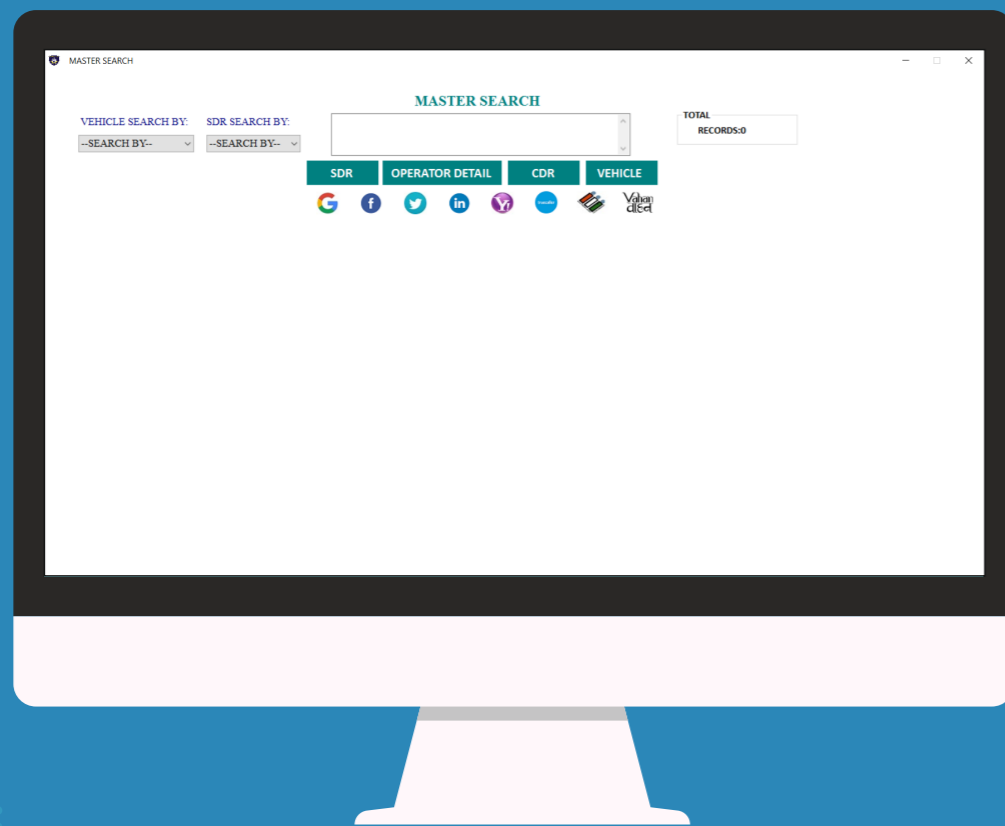 MASTER SEARCH
MASTER SEARCH
VEHICLE SEARCH BY:
SDR SEARCH BY:
--SEARCH BY--
--SEARCH BY--
TOTAL
RECORDS:0
SDR
OPERATOR DETAIL
CDR
VEHICLE
G
f
in
Y!
Vahan